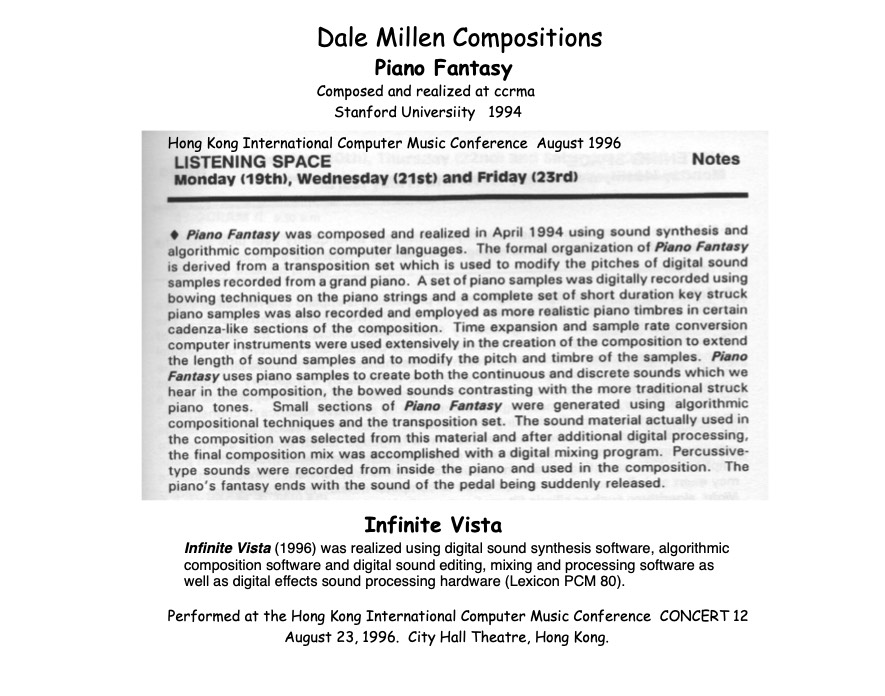 Dale Millen Compositions
Piano Fantasy
Composed and realized at ccrma
Stanford Universiity 1994
Hong Kong International Computer Music Conference August 1996
LISTENING SPACE Notes
Monday (19th), Wednesday (21st) and Friday (23rd)
♦ Piano Fantasy was composed and realized in April 1994 using sound synthesis and
algorithmic composition computer languages. The formal organization of Piano Fantasy
is derived from a transposition set which is used to modify the pitches of digital sound
samples recorded from a grand piano. A set of piano samples was digitally recorded using
bowing techniques on the piano strings and a complete set of short duration key struck
piano samples was also recorded and employed as more realistic piano timbres in certain
cadenza-like sections of the composition. Time expansion and sample rate conversion
computer instruments were used extensively in the creation of the composition to extend
the length of sound samples and to modify the pitch and timbre of the samples. Piano
Fantasy uses piano samples to create both the continuous and discrete sounds which we
hear in the composition, the bowed sounds contrasting with the more traditional struck
piano tones. Small sections of Piano Fantasy were generated using algorithmic
compositional techniques and the transposition set. The sound material actually used in
the composition was selected from this material and after additional digital processing,
the final composition mix was accomplished with a digital mixing program. Percussive-
type sounds were recorded from inside the piano and used in the composition. The
piano's fantasy ends with the sound of the pedal being suddenly released.
Infinite Vista
Infinite Vista (1996) was realized using digital sound synthesis software, algorithmic
composition software and digital sound editing, mixing and processing software as
well as digital effects sound processing hardware (Lexicon PCM 80).
Performed at the Hong Kong International Computer Music Conference CONCERT 12
August 23, 1996. City Hall Theatre, Hong Kong.